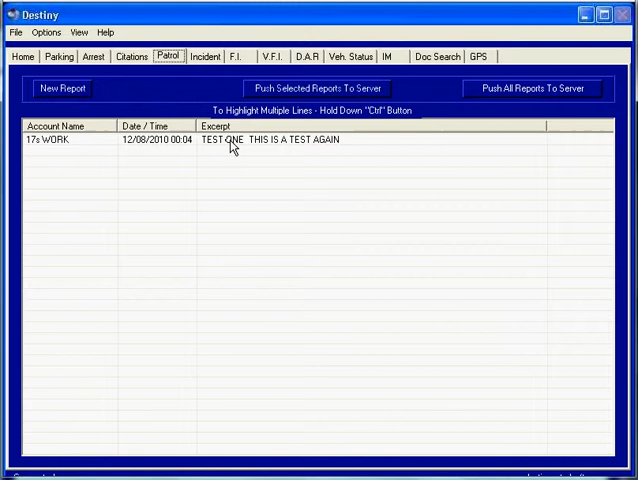 Destiny
File Options View Help
Home Parking Arrest Citations Patrol Incident F.I. V.F.I. D.A.R Veh. Status IM Doc Search GPS
New Report Push Selected Reports To Server Push All Reports To Server
To Highlight Multiple Lines - Hold Down "Ctrl" Button
Account Name Date / Time Excerpt
17s WORK 12/08/2010 00:04 TEST ONE THIS IS A TEST AGAIN